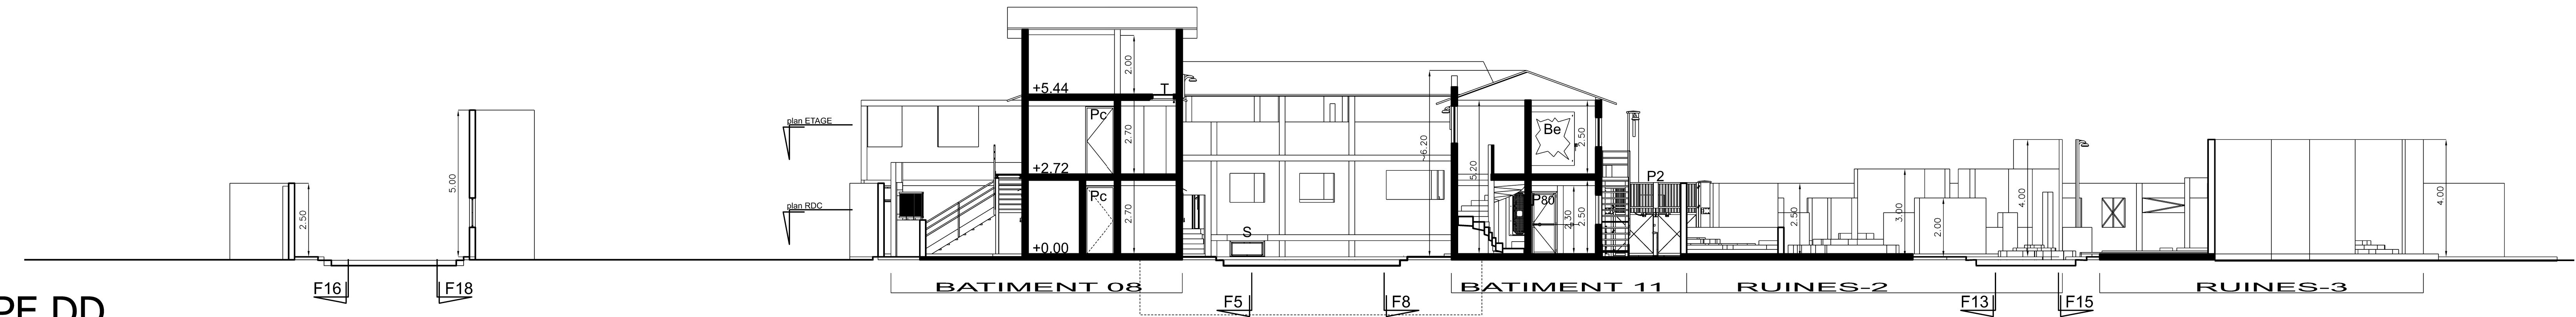 2.00
+5.44
T
plan ETAGE
Pc
2.70
Be
2.50
5.00
~6.20
5.20
+2.72
P2
plan RDC
2.50
Pc
2.70
P80
2.30
2.50
2.50
3.00
2.00
4.00
4.00
S
+0.00
BATIMENT 08
BATIMENT 11
RUINES-2
RUINES-3
F16
F18
F5
F8
F13
F15
PE DD